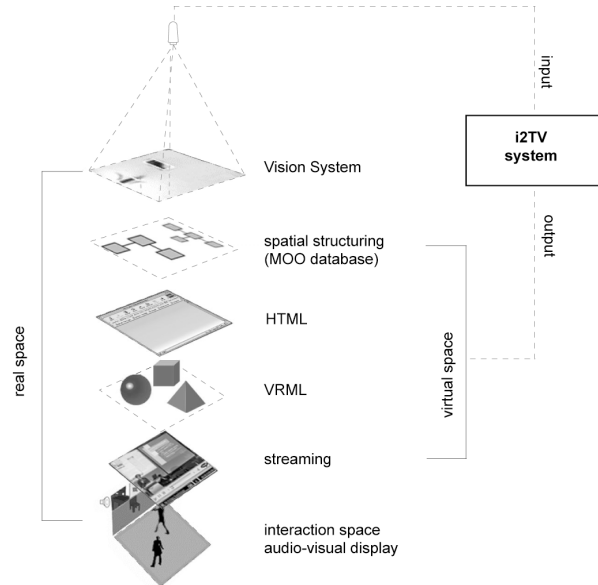 input
i2TV
system
Vision System
output
spatial structuring
(MOO database)
HTML
real space
virtual space
VRML
streaming
interaction space
audio-visual display